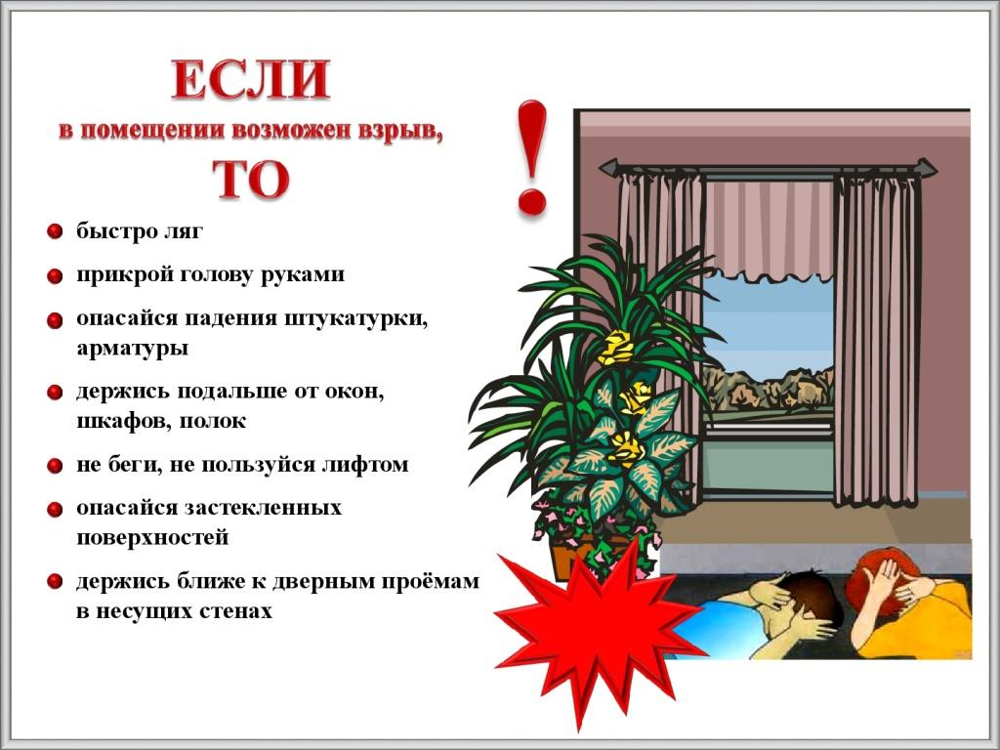 ЕСЛИ
в помещении возможен взрыв,
ТО
!
быстро ляг
прикрой голову руками
опасайся падения штукатурки,
арматуры
держись подальше от окон,
шкафов, полок
не беги, не пользуйся лифтом
опасайся застекленных
поверхностей
держись ближе к дверным проёмам
в несущих стенах